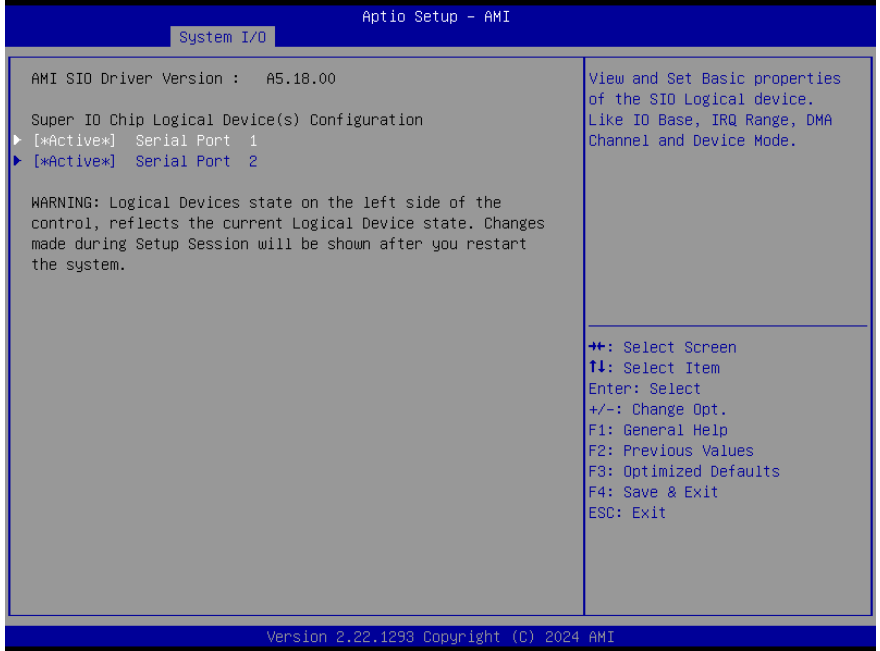 Aptio Setup – AMI
System I/O
AMI SIO Driver Version : A5.18.00
Super IO Chip Logical Device(s) Configuration
[*Active*] Serial Port 1
[*Active*] Serial Port 2
WARNING: Logical Devices state on the left side of the
control, reflects the current Logical Device state. Changes
made during Setup Session will be shown after you restart
the system.
View and Set Basic properties
of the SIO Logical device.
Like IO Base, IRQ Range, DMA
Channel and Device Mode.
→←: Select Screen
↑↓: Select Item
Enter: Select
+/-: Change Opt.
F1: General Help
F2: Previous Values
F3: Optimized Defaults
F4: Save & Exit
ESC: Exit
Version 2.22.1293 Copyright (C) 2024 AMI